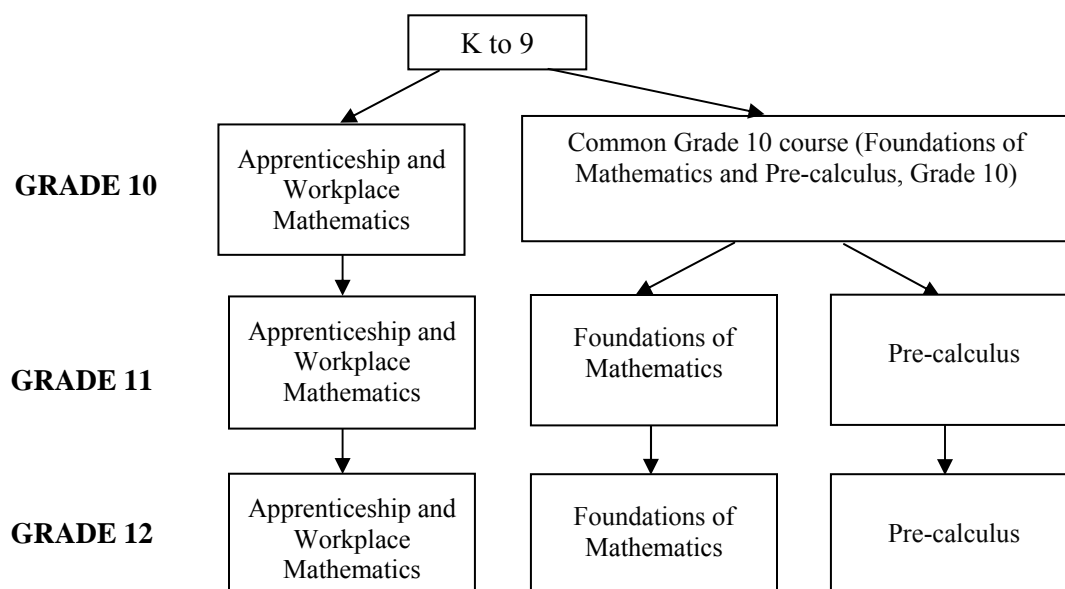 K to 9
GRADE 10
Apprenticeship and
Workplace
Mathematics
Common Grade 10 course (Foundations of
Mathematics and Pre-calculus, Grade 10)
GRADE 11
Apprenticeship and
Workplace
Mathematics
Foundations of
Mathematics
Pre-calculus
GRADE 12
Apprenticeship and
Workplace
Mathematics
Foundations of
Mathematics
Pre-calculus